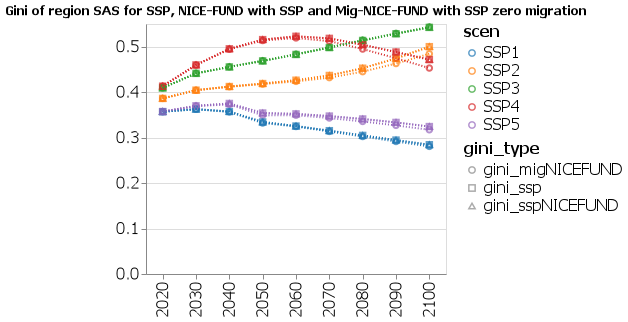 Gini of region SAS for SSP, NICE-FUND with SSP and Mig-NICE-FUND with SSP zero migration
scen
SSP1
SSP2
SSP3
SSP4
SSP5
gini_type
gini_migNICEFUND
gini_ssp
gini_sspNICEFUND
0.5
0.4
0.3
0.2
0.1
0.0
2020
2030
2040
2050
2060
2070
2080
2090
2100